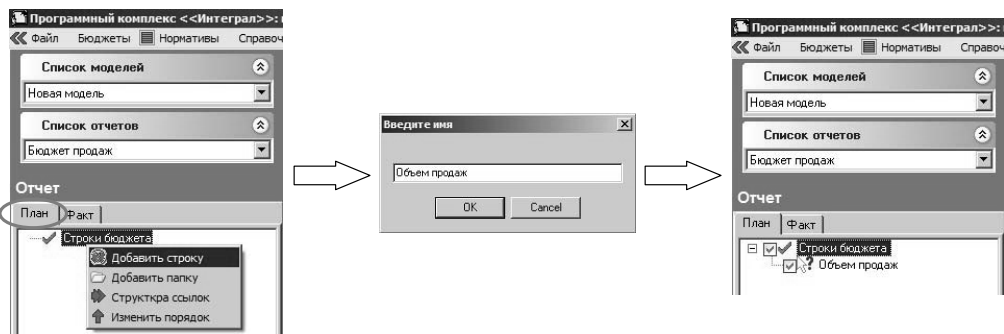 Программный комплекс <<Интеграл>>:
Файл Бюджеты Нормативы Справоч
Список моделей
Новая модель
Список отчетов
Бюджет продаж
Отчет
План Факт
Строки бюджета
Добавить строку
Добавить папку
Структкра ссылок
Изменить порядок
Введите имя
Объем продаж
OK Cancel
Программный комплекс <<Интеграл>>:
Файл Бюджеты Нормативы Справоч
Список моделей
Новая модель
Список отчетов
Бюджет продаж
Отчет
План Факт
Строки бюджета
Объем продаж